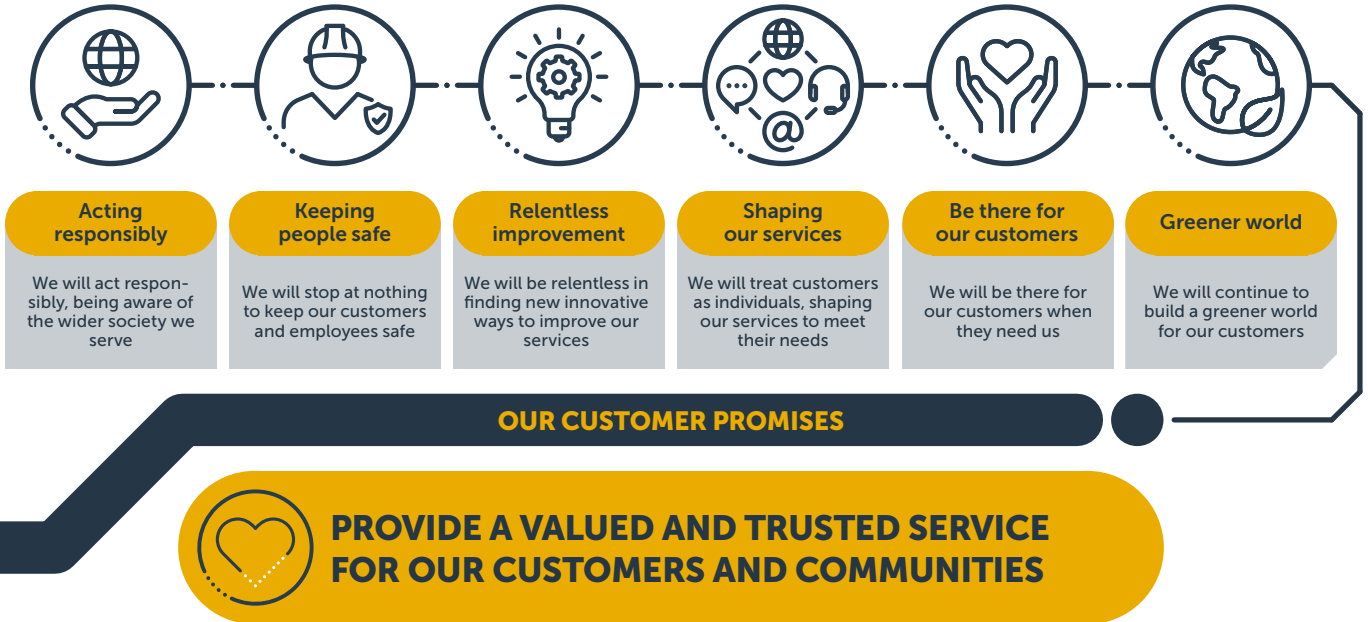 Acting
responsibly
We will act respon-
sibly, being aware of
the wider society we
serve
Keeping
people safe
We will stop at nothing
to keep our customers
and employees safe
Relentless
improvement
We will be relentless in
finding new innovative
ways to improve our
services
Shaping
our services
We will treat customers
as individuals, shaping
our services to meet
their needs
Be there for
our customers
We will be there for
our customers when
they need us
Greener world
We will continue to
build a greener world
for our customers
OUR CUSTOMER PROMISES
PROVIDE A VALUED AND TRUSTED SERVICE
FOR OUR CUSTOMERS AND COMMUNITIES